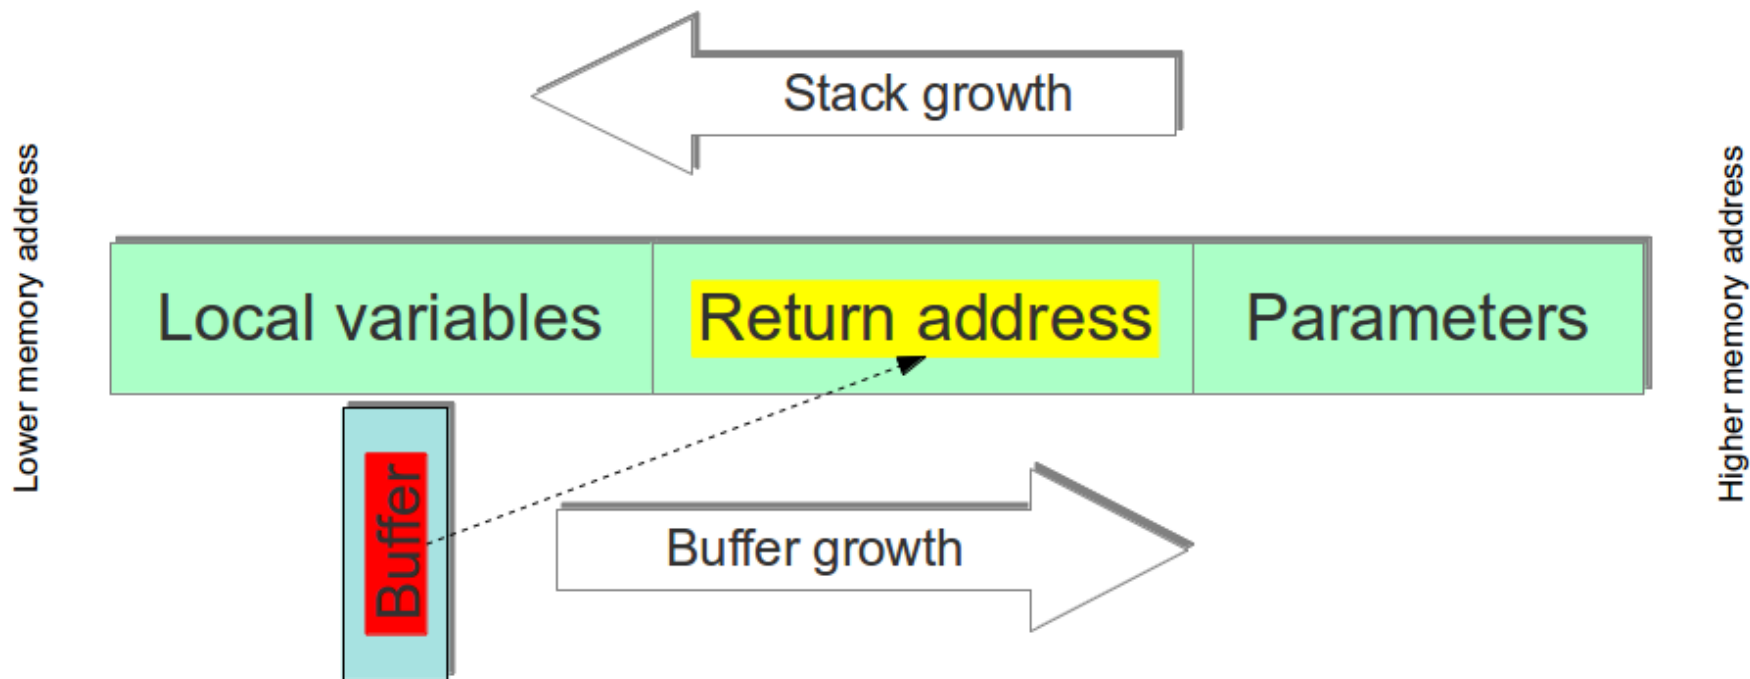 Stack growth
Lower memory address
Local variables
Return address
Parameters
Higher memory address
Buffer
Buffer growth